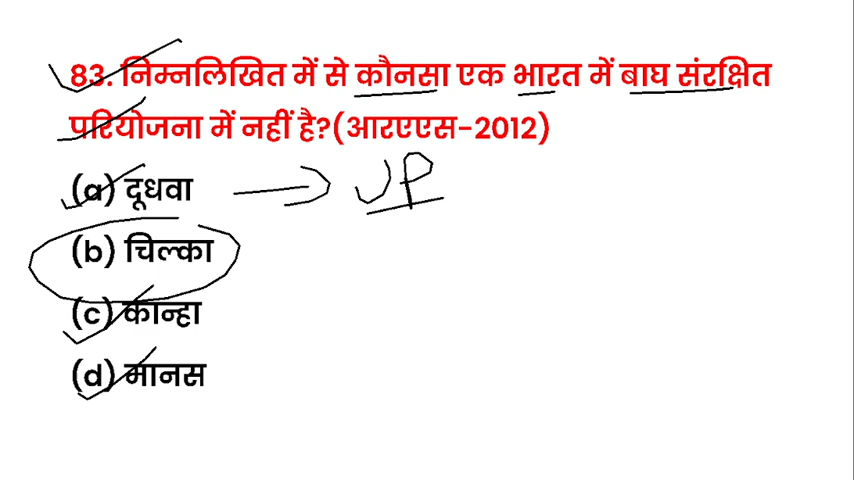 83. निम्नलिखित में से कौनसा एक भारत में बाघ संरक्षित
परियोजना में नहीं है?(आरएएस-2012)
(a) दूधवा → UP
(b) चिल्का
(c) कान्हा
(d) मानस